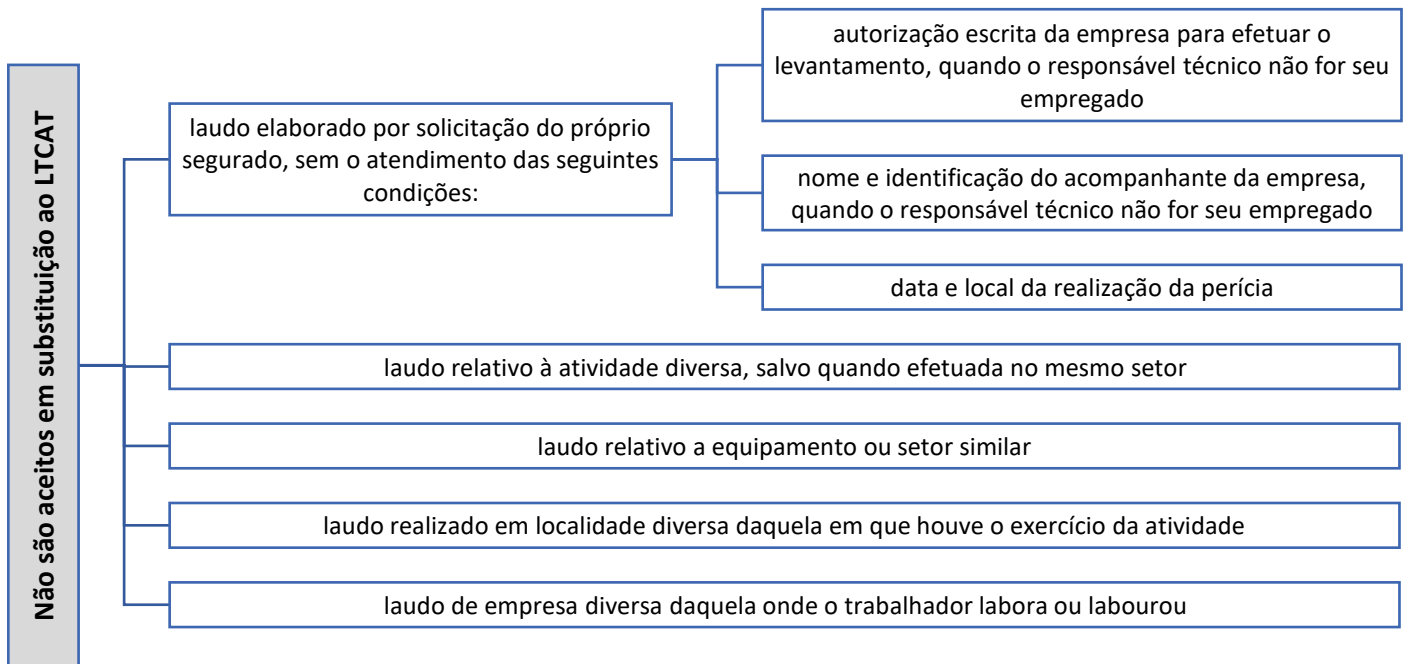 Não são aceitos em substituição ao LTCAT
laudo elaborado por solicitação do próprio
segurado, sem o atendimento das seguintes
condições:
autorização escrita da empresa para efetuar o
levantamento, quando o responsável técnico não for seu
empregado
nome e identificação do acompanhante da empresa,
quando o responsável técnico não for seu empregado
data e local da realização da perícia
laudo relativo à atividade diversa, salvo quando efetuada no mesmo setor
laudo relativo a equipamento ou setor similar
laudo realizado em localidade diversa daquela em que houve o exercício da atividade
laudo de empresa diversa daquela onde o trabalhador labora ou labourou